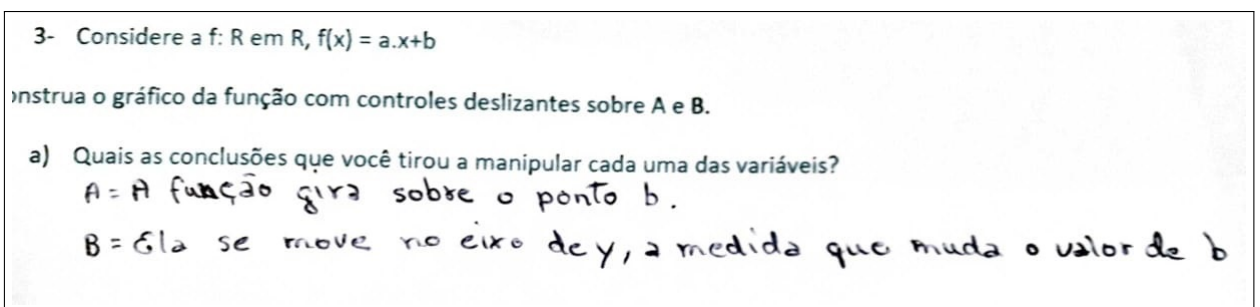 3- Considere a f: R em R, f(x) = a.x+b
onstrua o gráfico da função com controles deslizantes sobre A e B.
a) Quais as conclusões que você tirou a manipular cada uma das variáveis?
A = A função gira sobre o ponto b.
B = Ela se move no eixo de y, a medida que muda o valor de b